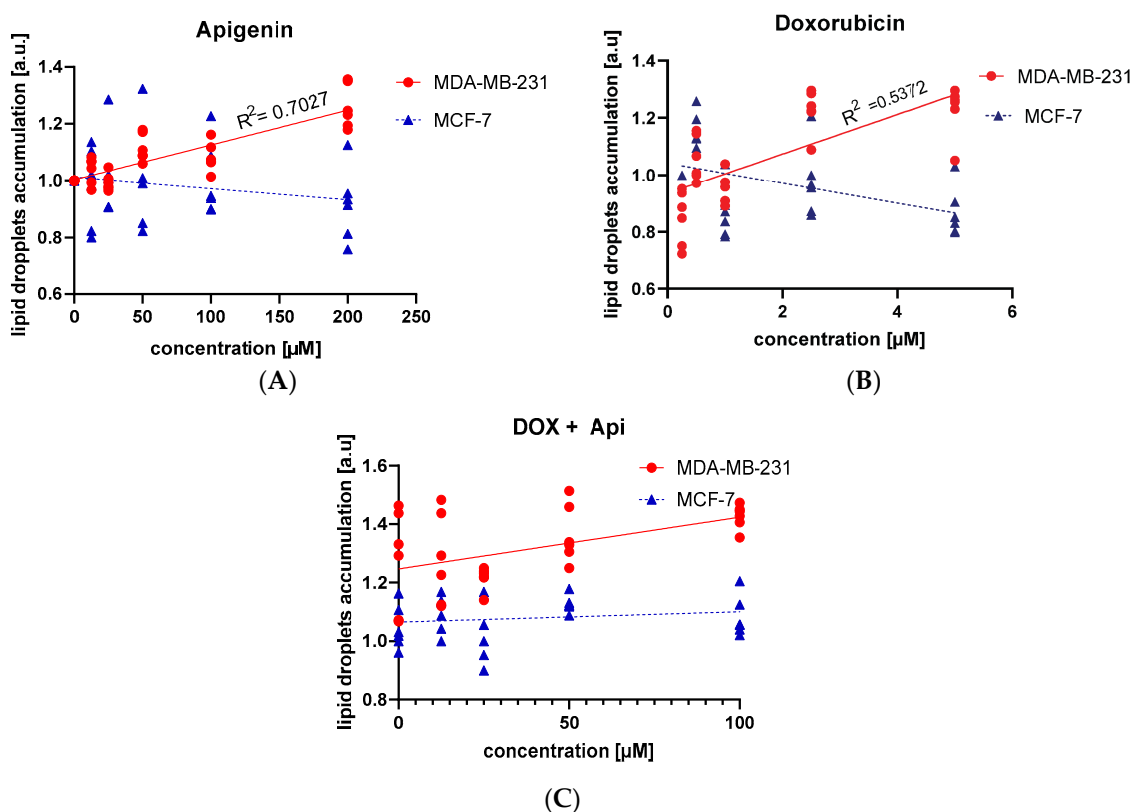 Apigenin
lipid dropplets accumulation [a.u.]
1.4
1.2
1.0
0.8
0.6
R²= 0.7027
MDA-MB-231
MCF-7
0 50 100 150 200 250
concentration [µM]
(A)
Doxorubicin
lipid droplets accumulation [a.u]
1.4
1.2
1.0
0.8
0.6
R² =0.5372
MDA-MB-231
MCF-7
0 2 4 6
concentration [µM]
(B)
DOX + Api
lipid droplets accumulation [a.u]
1.6
1.4
1.2
1.0
0.8
MDA-MB-231
MCF-7
0 50 100
concentration [µM]
(C)